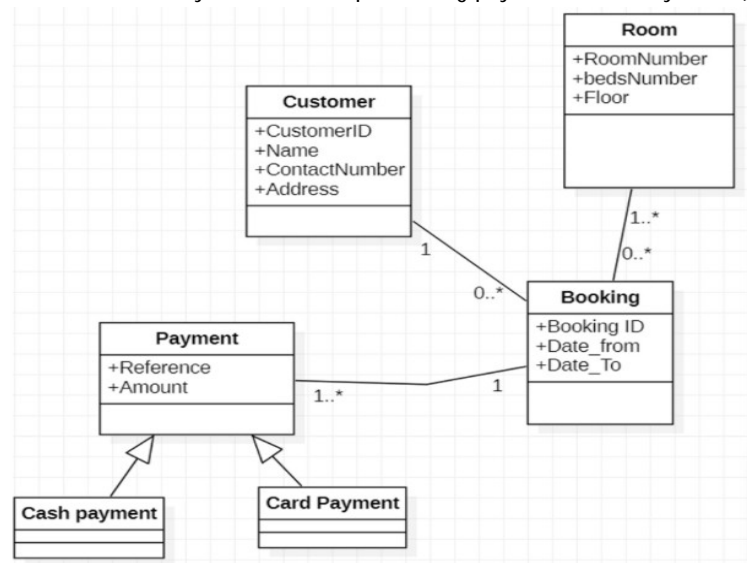 Room
+RoomNumber
+bedsNumber
+Floor
Customer
+CustomerID
+Name
+ContactNumber
+Address
1
0..*
1..*
0..*
Booking
+Booking ID
+Date_from
+Date_To
Payment
+Reference
+Amount
1..*
1
Cash payment
Card Payment